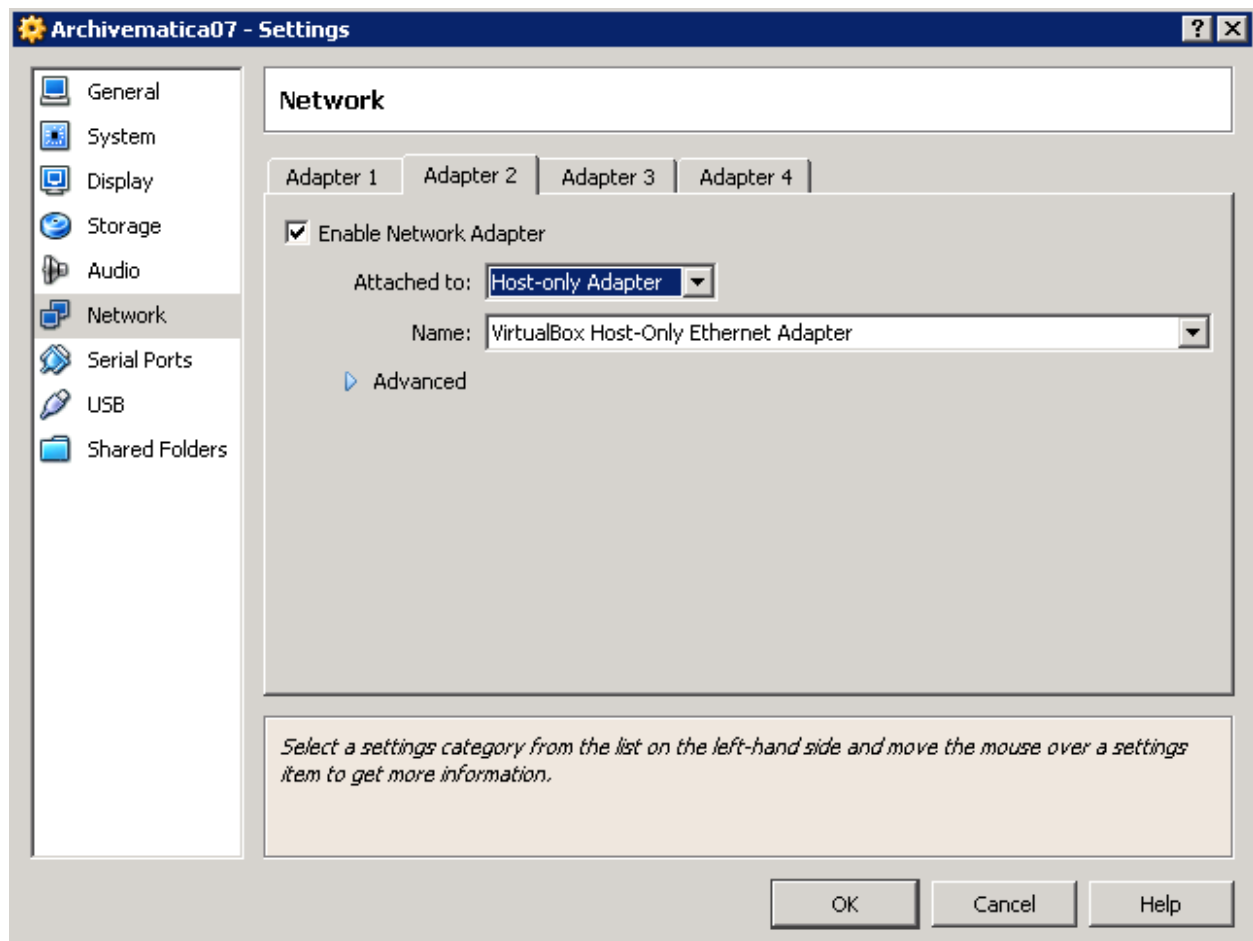 Archivematica07 - Settings
General
System
Display
Storage
Audio
Network
Serial Ports
USB
Shared Folders
Network
Adapter 1 Adapter 2 Adapter 3 Adapter 4
Enable Network Adapter
Attached to: Host-only Adapter
Name: VirtualBox Host-Only Ethernet Adapter
Advanced
Select a settings category from the list on the left-hand side and move the mouse over a settings
item to get more information.
OK Cancel Help